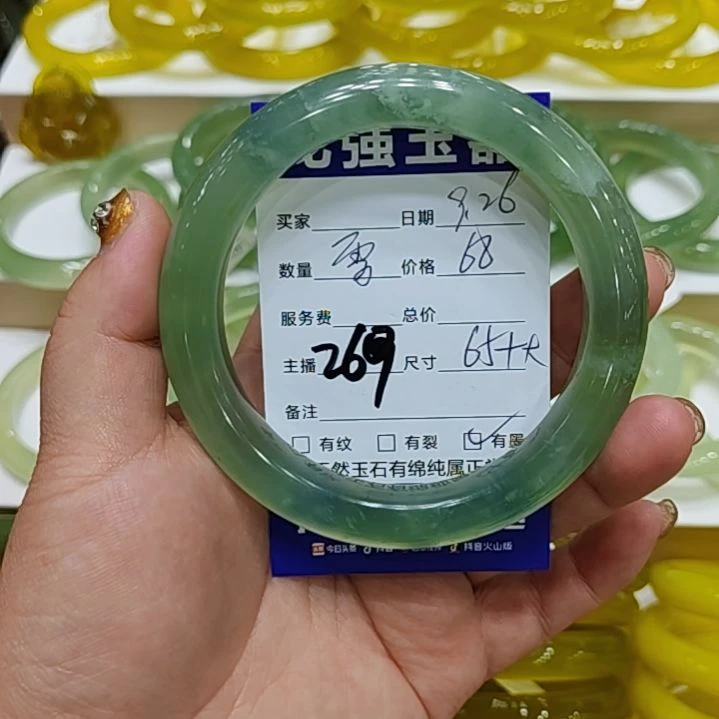 强玉器
买家 日期 9.26
数量 价格 68
服务费 总价
主播 269 尺寸 65++大
备注
□ 有纹 □ 有裂 ☑ 有
天然玉石有绵纯属正
今日头条 抖音 抖音火山版